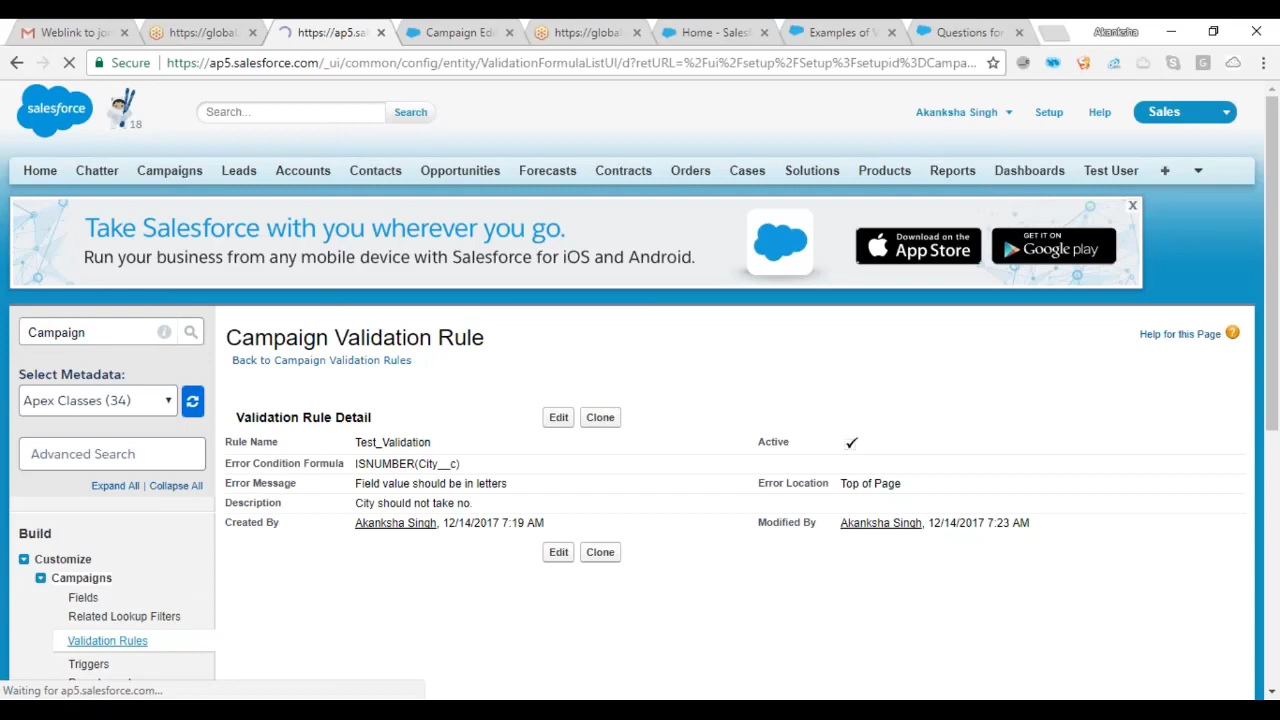 Weblink to jo
https://global.
https://ap5.sa
Campaign Edi
https://global
Home - Sales
Examples of V
Questions for
Akanksha
Secure
https://ap5.salesforce.com/_ui/common/config/entity/ValidationFormulaListUI/d?retURL=%2Fui%2Fsetup%2FSetup%3Fsetupid%3DCampa...
salesforce
18
Search...
Search
Akanksha Singh
Setup
Help
Sales
Home
Chatter
Campaigns
Leads
Accounts
Contacts
Opportunities
Forecasts
Contracts
Orders
Cases
Solutions
Products
Reports
Dashboards
Test User
+
Take Salesforce with you wherever you go.
Run your business from any mobile device with Salesforce for iOS and Android.
Download on the
App Store
GET IT ON
Google play
X
Campaign
Select Metadata:
Apex Classes (34)
Advanced Search
Expand All | Collapse All
Build
Customize
Campaigns
Fields
Related Lookup Filters
Validation Rules
Triggers
Campaign Validation Rule
Back to Campaign Validation Rules
Help for this Page ?
Validation Rule Detail
Edit
Clone
Rule Name Test_Validation
Active
Error Condition Formula ISNUMBER(City__c)
Error Message Field value should be in letters
Error Location Top of Page
Description City should not take no.
Created By Akanksha Singh, 12/14/2017 7:19 AM
Modified By Akanksha Singh, 12/14/2017 7:23 AM
Edit
Clone
Waiting for ap5.salesforce.com...